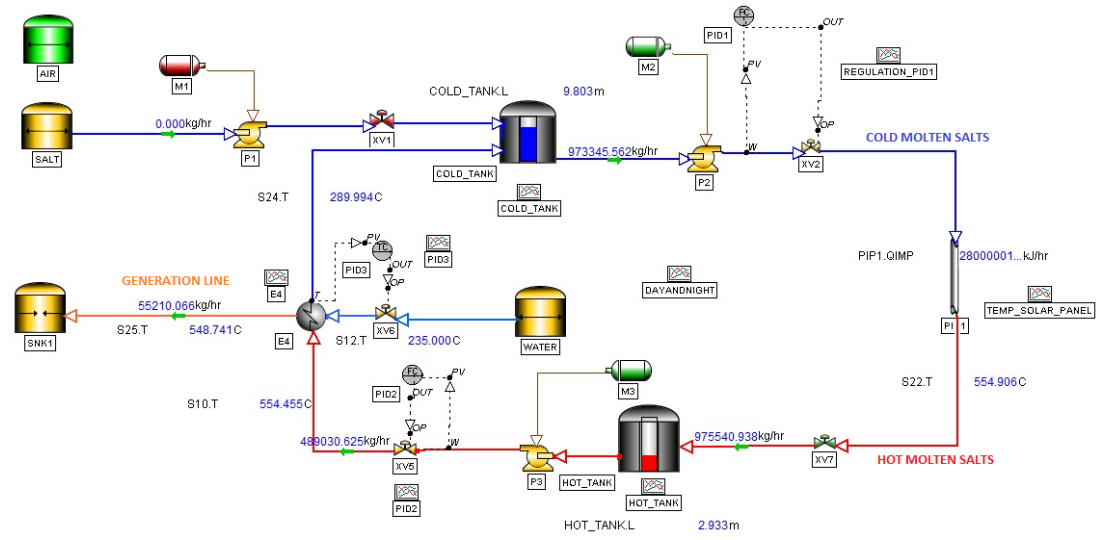 OUT
FC
PID1
M2
PV
REGULATION_PID1
AIR
M1
COLD_TANK.L 9.803m
OP
0.000kg/hr
COLD MOLTEN SALTS
SALT
P1
XV1
973345.562kg/hr
W
XV2
COLD_TANK
P2
S24.T 289.994C
COLD_TANK
PV
TC
PID3
PID3
OUT
PIP1.QIMP 28000001... kJ/hr
GENERATION LINE
E4
OP
T
DAYANDNIGHT
55210.066kg/hr
TEMP_SOLAR_PANEL
S25.T 548.741C
SNK1
E4
S12.T
XV6
235.000C
WATER
FC
PV
PID2
OUT
M3
S22.T 554.906C
S10.T 554.455C
OP
489030.625kg/hr
W
975540.938kg/hr
XV5
XV7
HOT MOLTEN SALTS
P3
HOT_TANK
PID2
HOT_TANK
HOT_TANK.L 2.933m